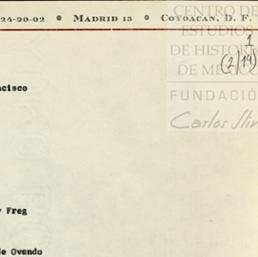 24-90-02 • MADRID 13 • COYOACAN, D. F.
CENTRO DE
ESTUDIOS
DE HISTORIA
DE MÉXICO
FUNDACIÓN
Carlos Slim
1
(2/19)
ncisco
y Freg
de Ovando